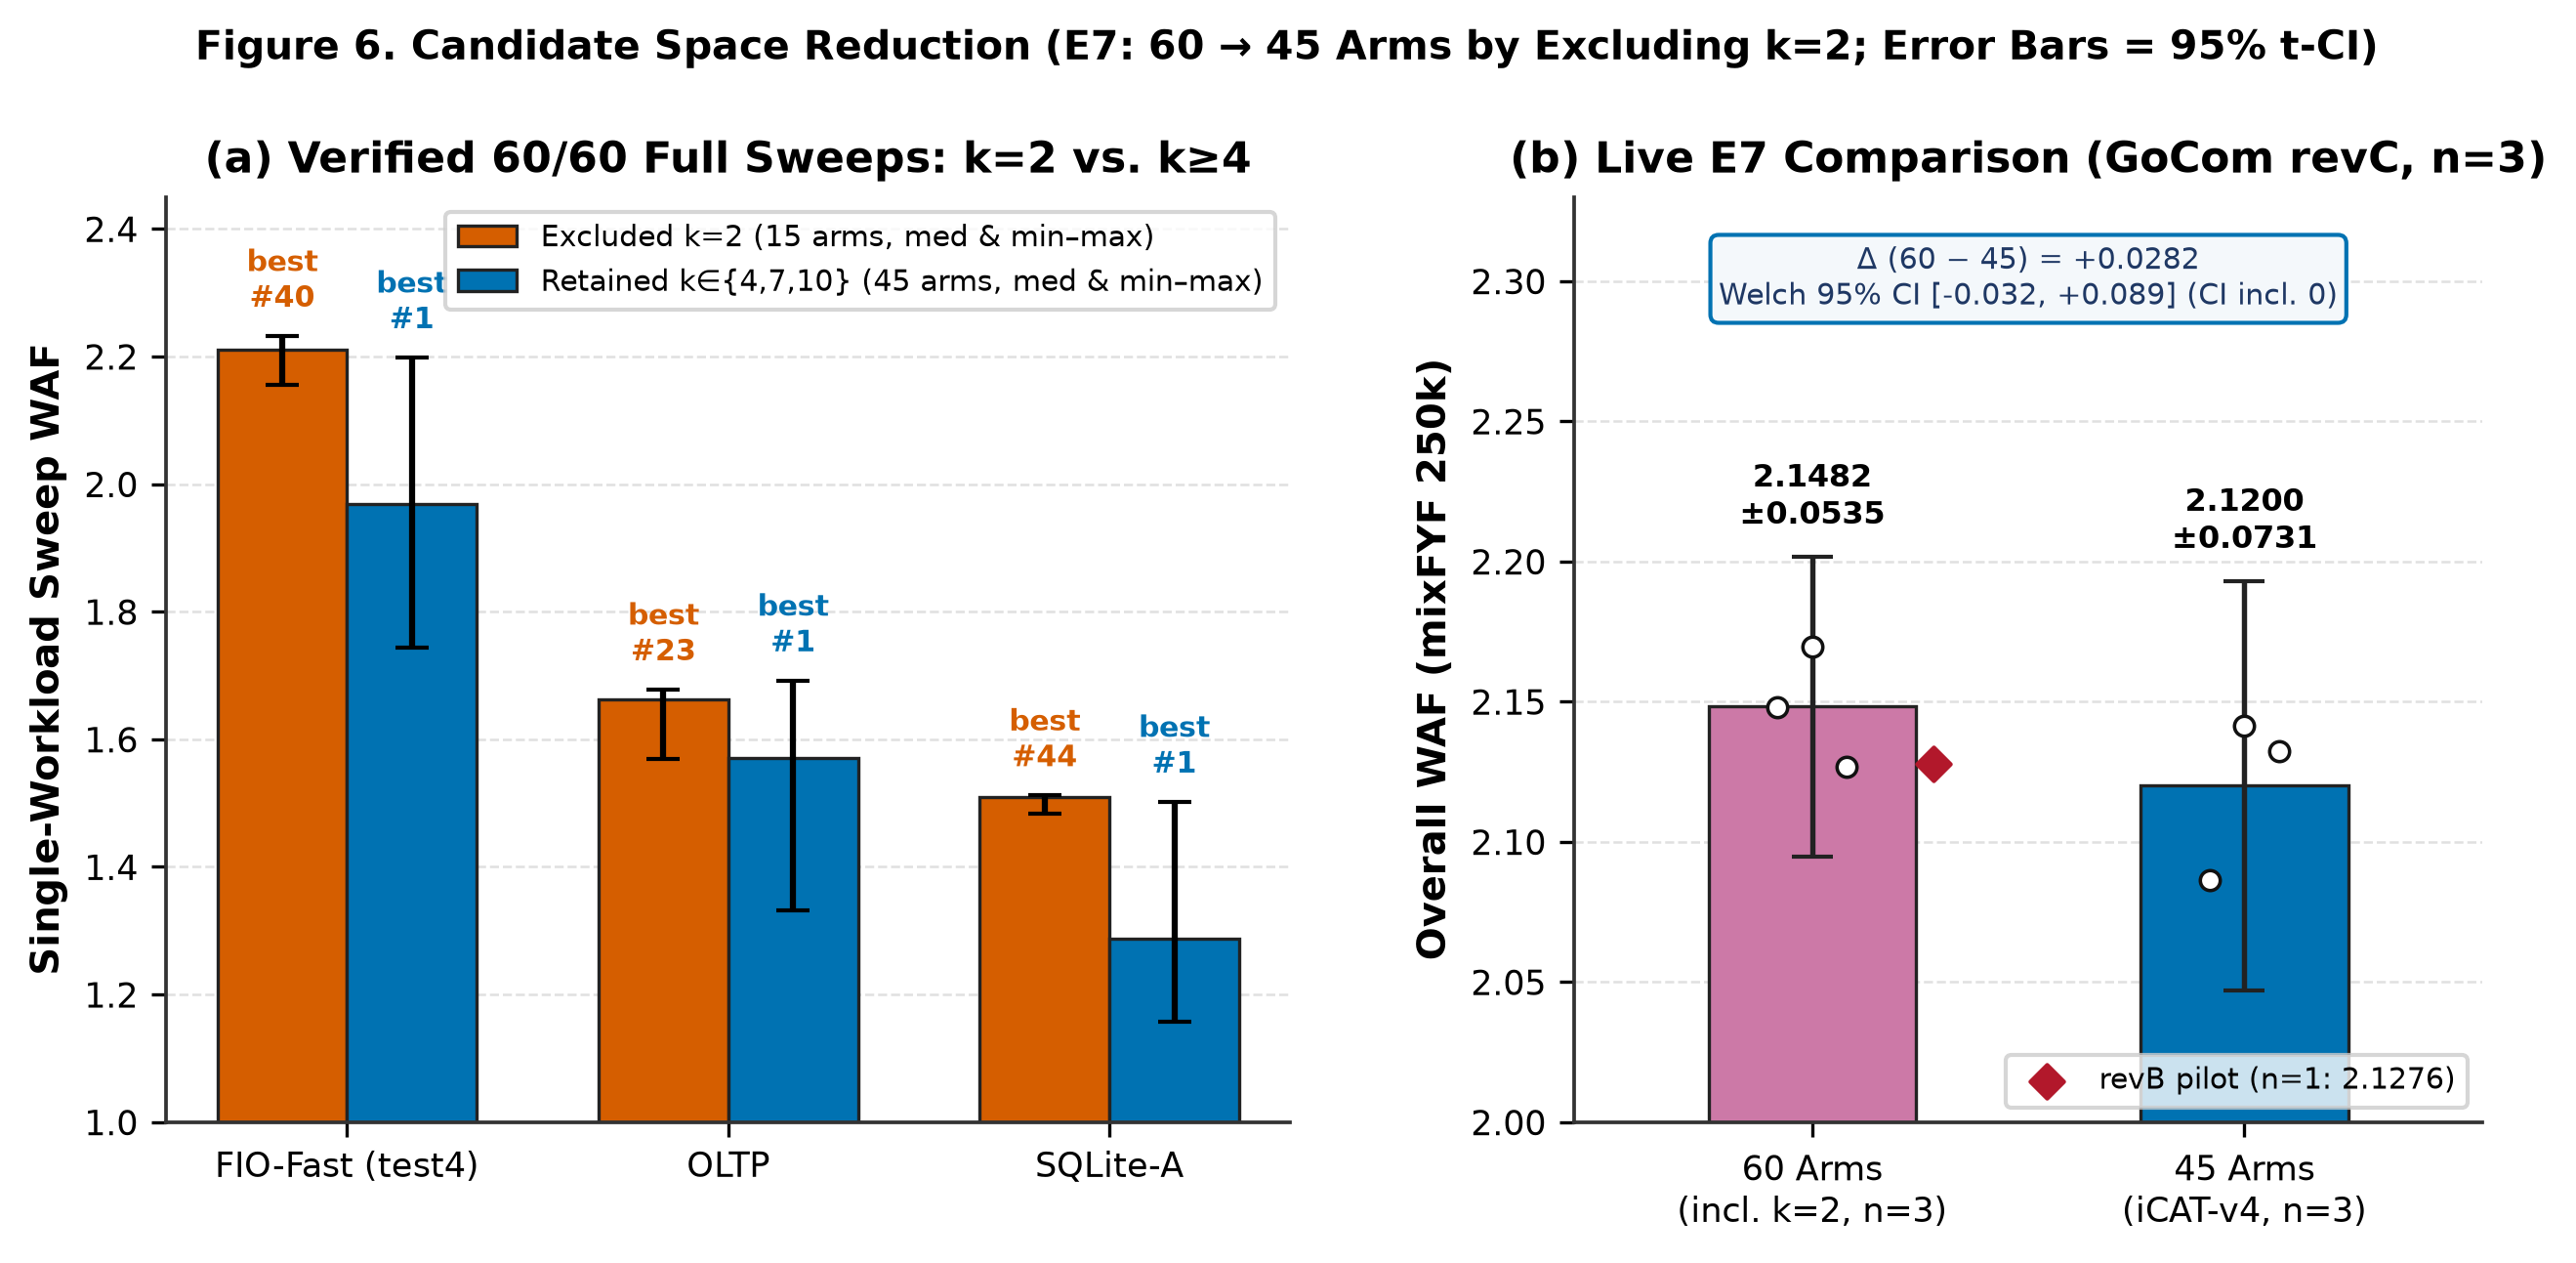 Figure 6. Candidate Space Reduction (E7: 60 → 45 Arms by Excluding k=2; Error Bars = 95% t-CI)
(a) Verified 60/60 Full Sweeps: k=2 vs. k≥4
Single-Workload Sweep WAF
2.4
2.2
2.0
1.8
1.6
1.4
1.2
1.0
Excluded k=2 (15 arms, med & min–max)
Retained k∈{4,7,10} (45 arms, med & min–max)
best
#40
best
#1
best
#23
best
#1
best
#44
best
#1
FIO-Fast (test4)
OLTP
SQLite-A
(b) Live E7 Comparison (GoCom revC, n=3)
Overall WAF (mixFYF 250k)
2.30
2.25
2.20
2.15
2.10
2.05
2.00
Δ (60 − 45) = +0.0282
Welch 95% CI [-0.032, +0.089] (CI incl. 0)
2.1482
±0.0535
2.1200
±0.0731
revB pilot (n=1: 2.1276)
60 Arms
(incl. k=2, n=3)
45 Arms
(iCAT-v4, n=3)